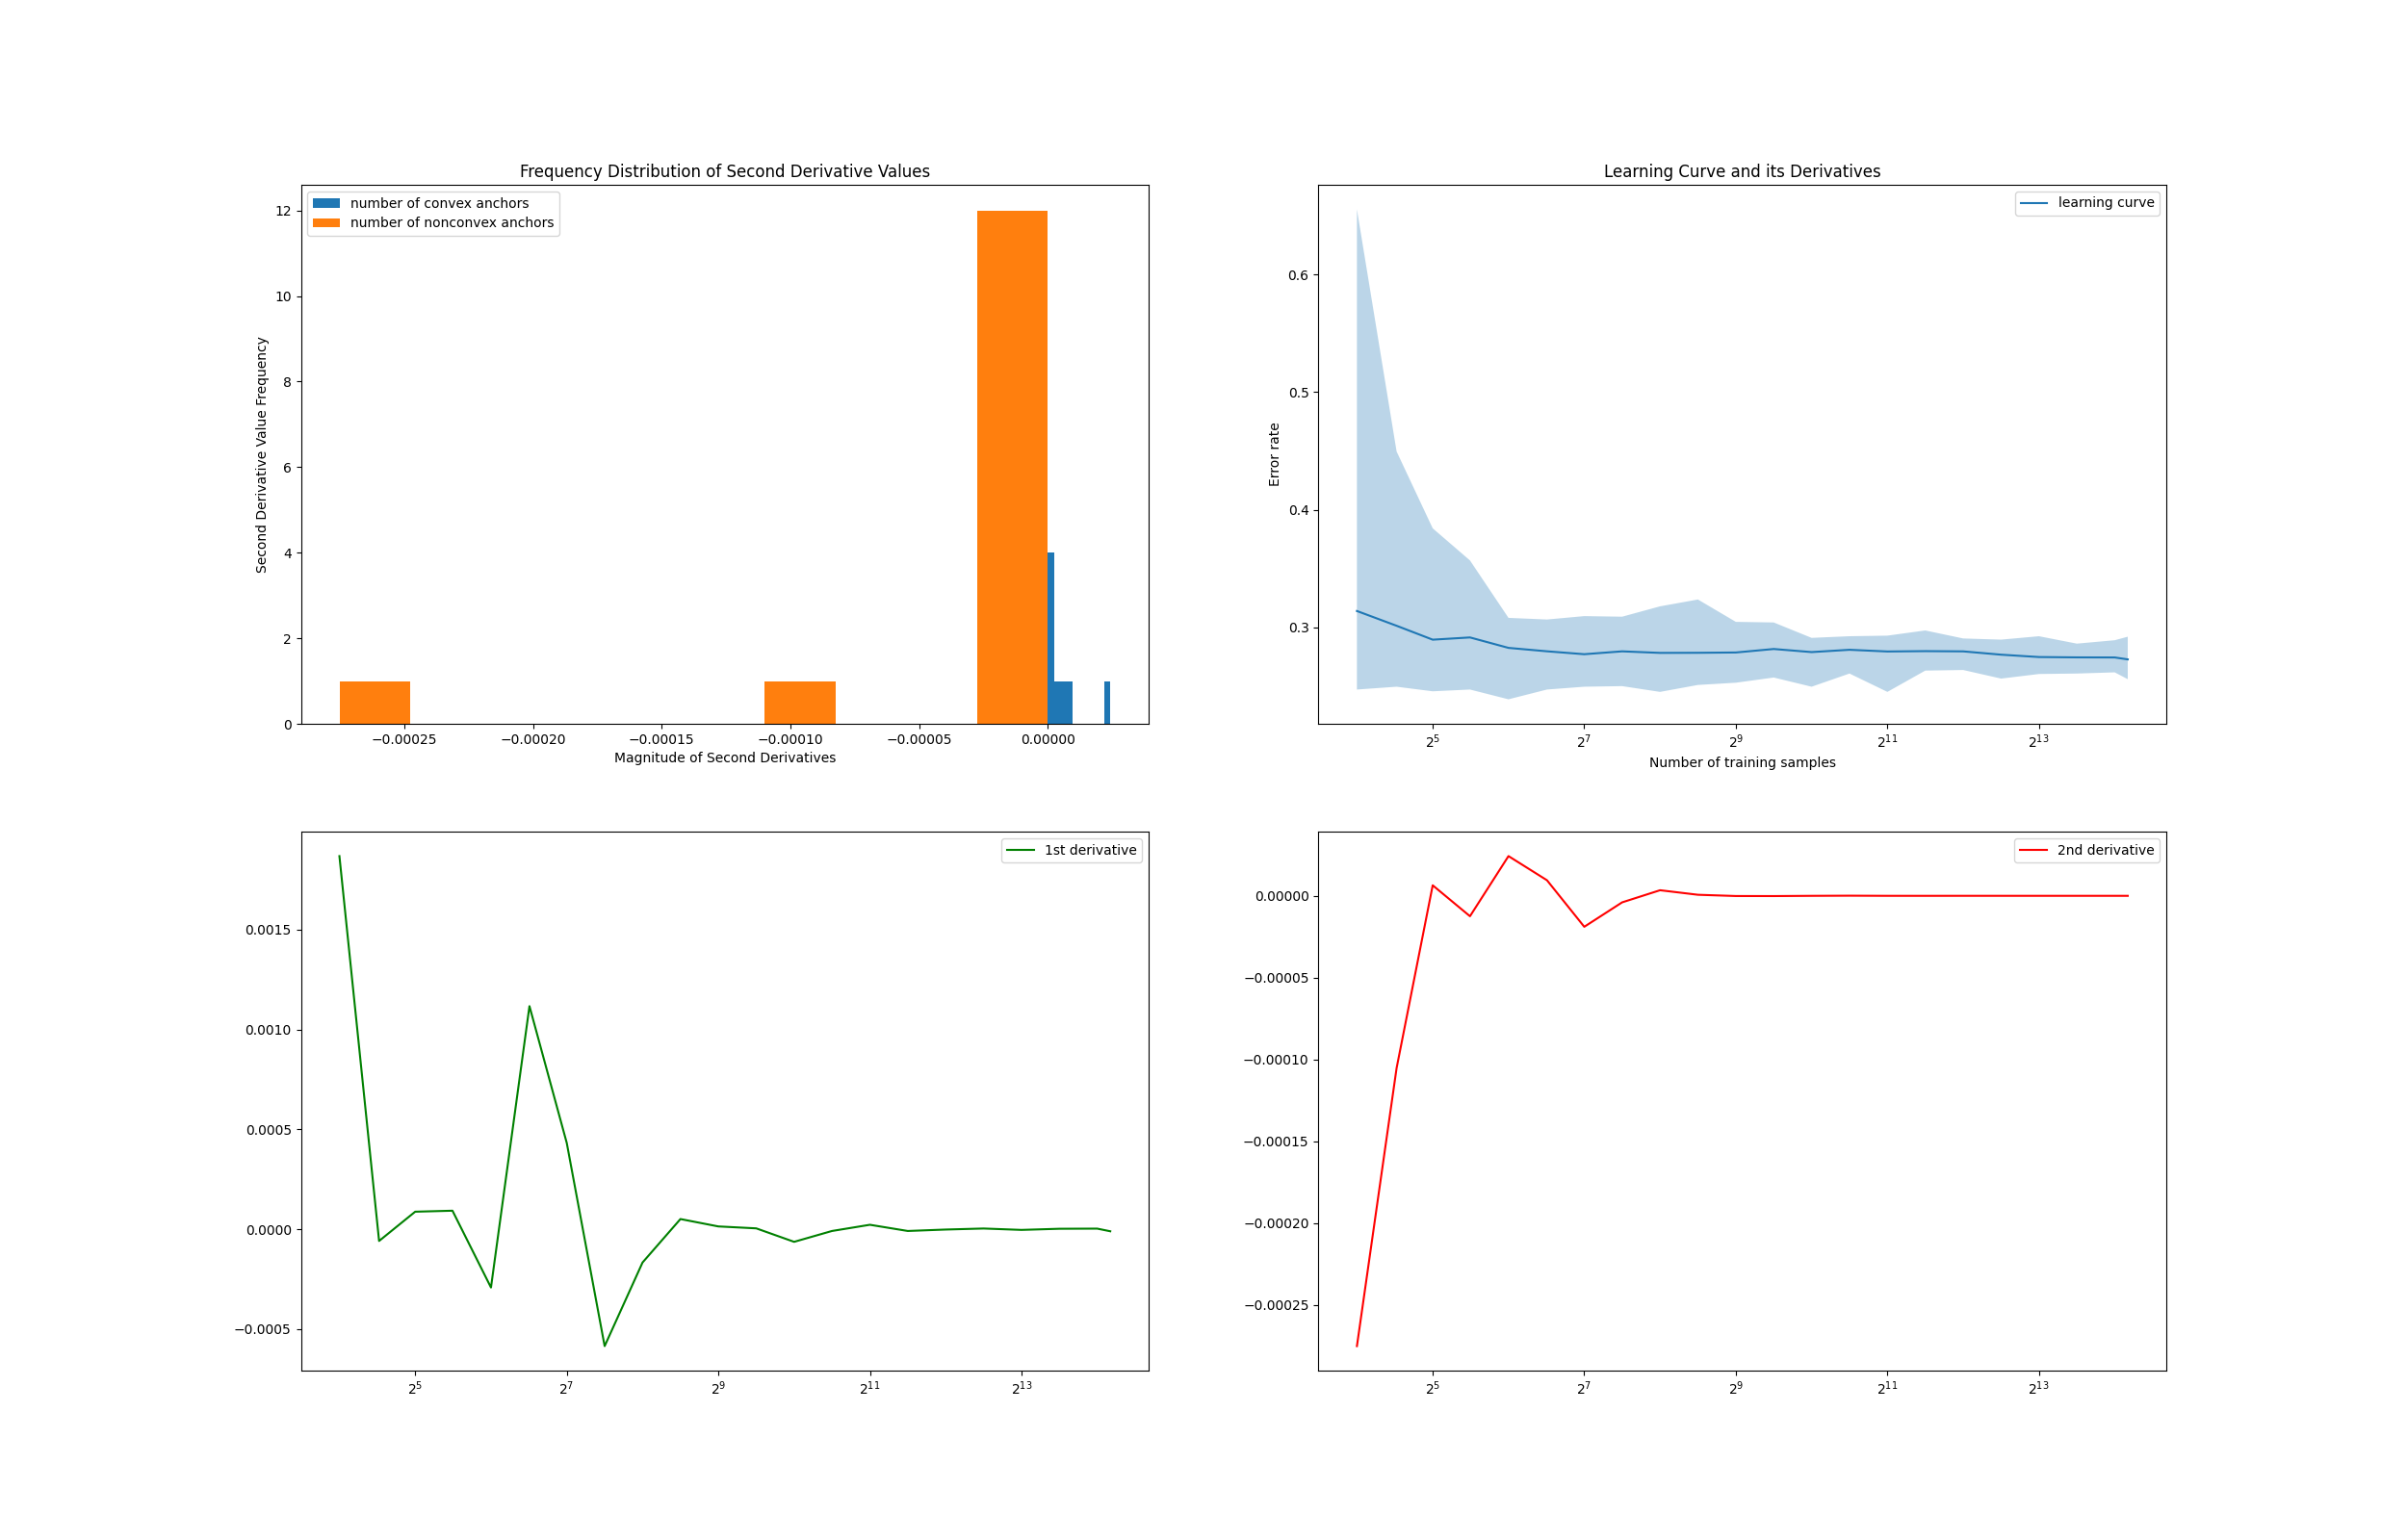 Frequency Distribution of Second Derivative Values
number of convex anchors
number of nonconvex anchors
12
10
8
6
4
2
0
Second Derivative Value Frequency
−0.00025 −0.00020 −0.00015 −0.00010 −0.00005 0.00000
Magnitude of Second Derivatives
Learning Curve and its Derivatives
learning curve
0.6
0.5
0.4
0.3
Error rate
2^5 2^7 2^9 2^11 2^13
Number of training samples
1st derivative
0.0015
0.0010
0.0005
0.0000
−0.0005
2^5 2^7 2^9 2^11 2^13
2nd derivative
0.00000
−0.00005
−0.00010
−0.00015
−0.00020
−0.00025
2^5 2^7 2^9 2^11 2^13